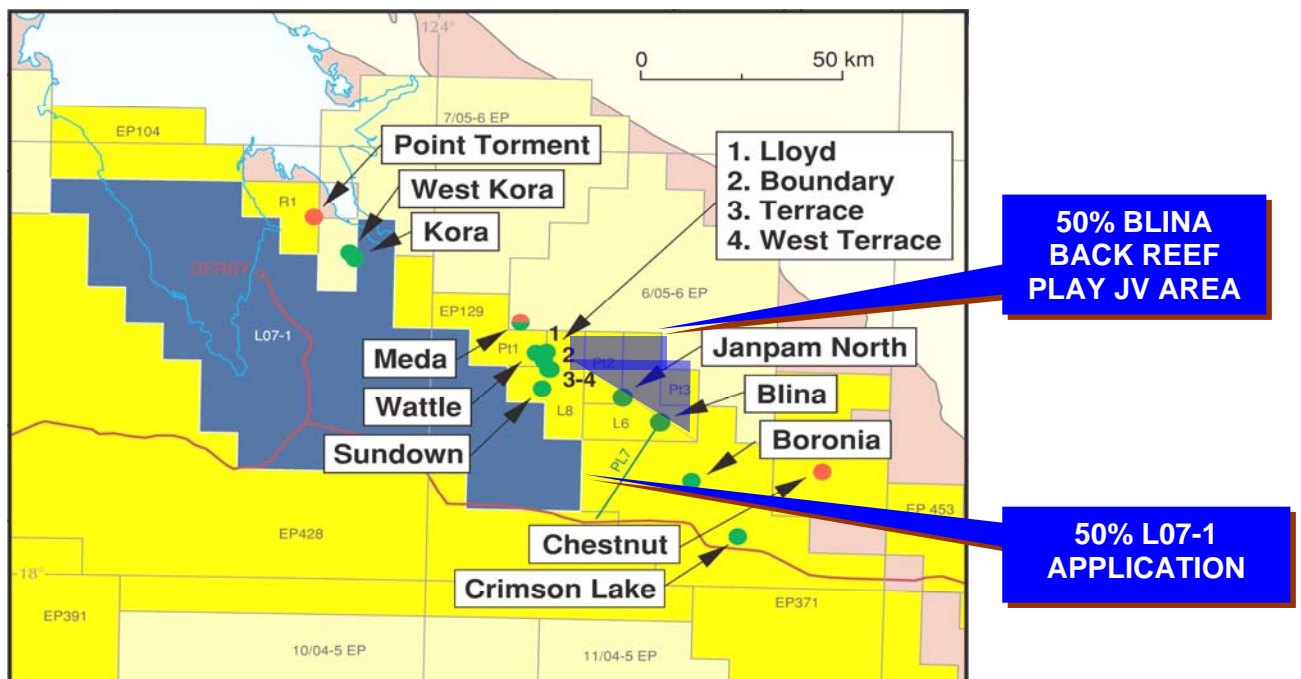 124°
0 50 km
7/05-6 EP
EP104
Point Torment
R1
West Kora
Kora
1. Lloyd
2. Boundary
3. Terrace
4. West Terrace
50% BLINA
BACK REEF
PLAY JV AREA
DERBY
6/05-6 EP
EP129
L07-1
Pt1
1
2
3-4
Pt2
Pt3
Meda
Janpam North
Wattle
Blina
L8
L6
Sundown
Boronia
PL7
EP 453
EP428
Chestnut
50% L07-1
APPLICATION
18°
Crimson Lake
EP391
EP371
10/04-5 EP
11/04-5 EP